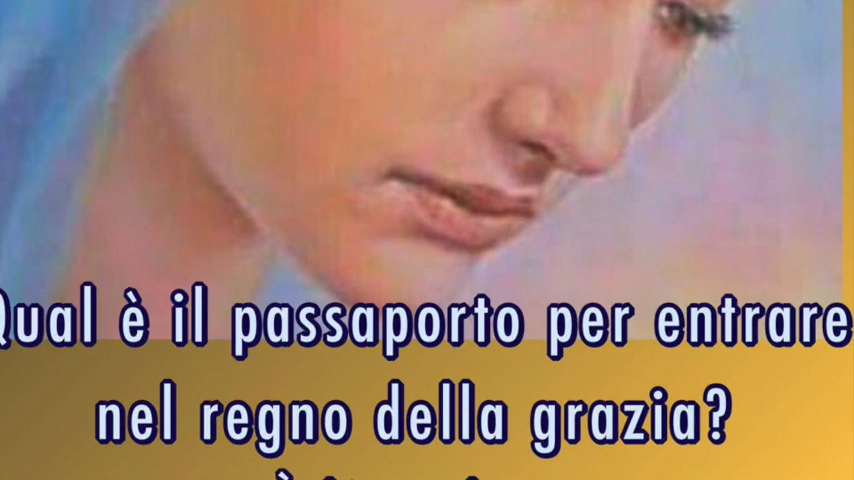 Qual è il passaporto per entrare
nel regno della grazia?
È